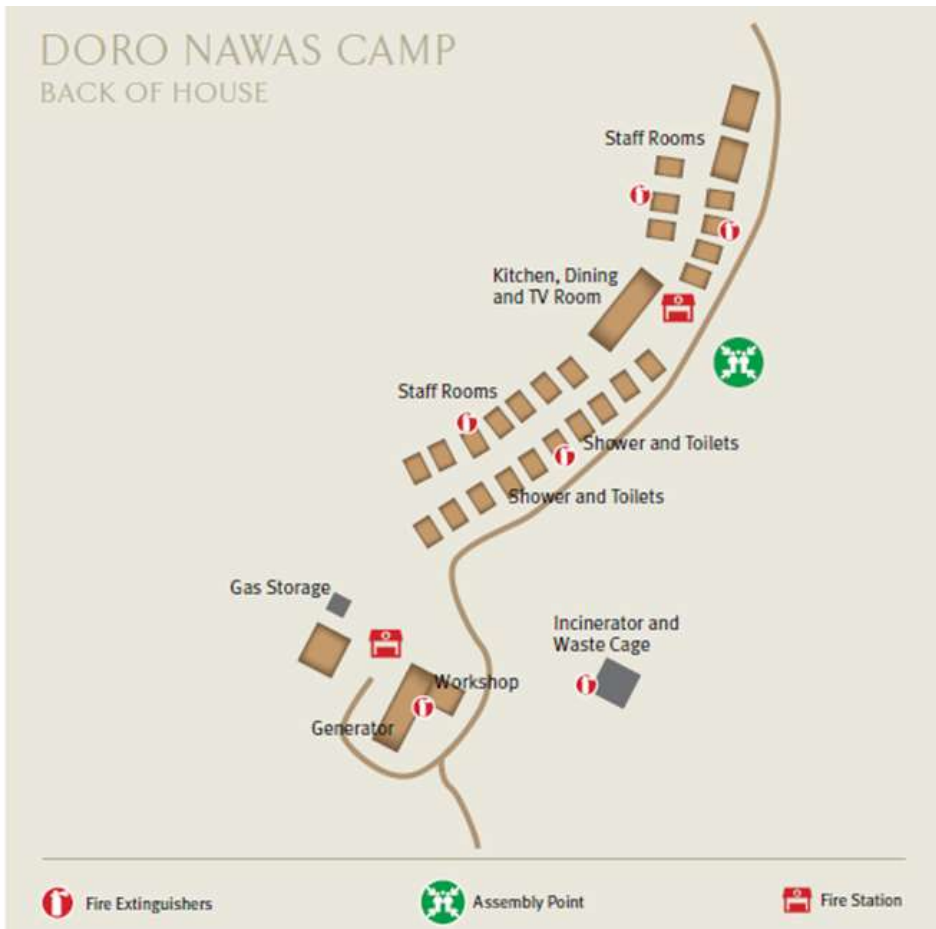 DORO NAWAS CAMP
BACK OF HOUSE
Staff Rooms
Kitchen, Dining
and TV Room
Staff Rooms
Shower and Toilets
Shower and Toilets
Gas Storage
Incinerator and
Waste Cage
Workshop
Generator
Fire Extinguishers
Assembly Point
Fire Station